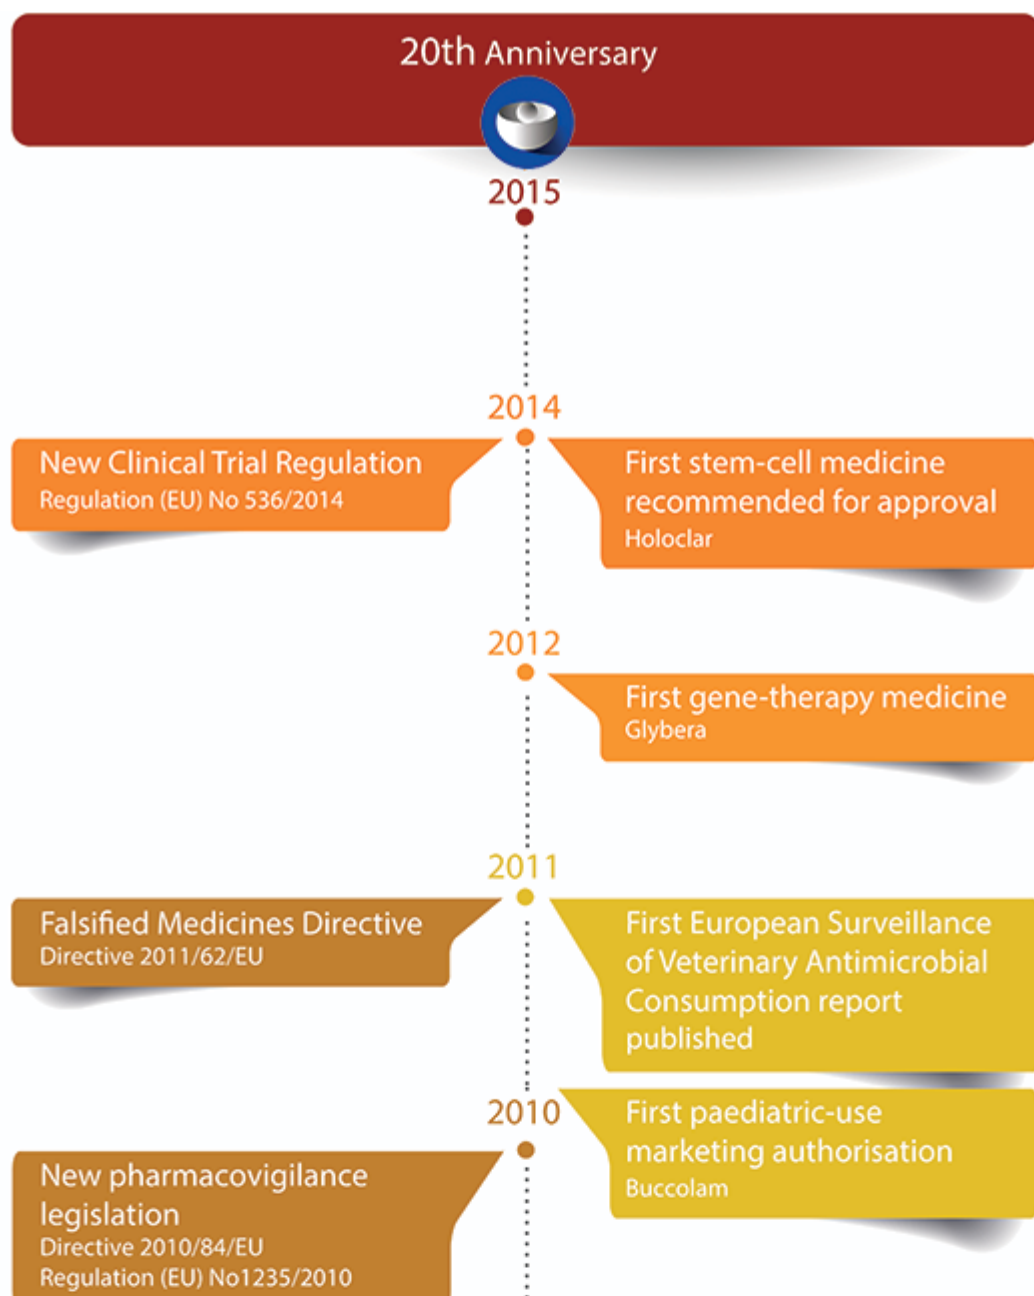 20th Anniversary
2015
2014
New Clinical Trial Regulation
Regulation (EU) No 536/2014
First stem-cell medicine
recommended for approval
Holoclar
2012
First gene-therapy medicine
Glybera
2011
Falsified Medicines Directive
Directive 2011/62/EU
First European Surveillance
of Veterinary Antimicrobial
Consumption report
published
2010
First paediatric-use
marketing authorisation
Buccolam
New pharmacovigilance
legislation
Directive 2010/84/EU
Regulation (EU) No1235/2010